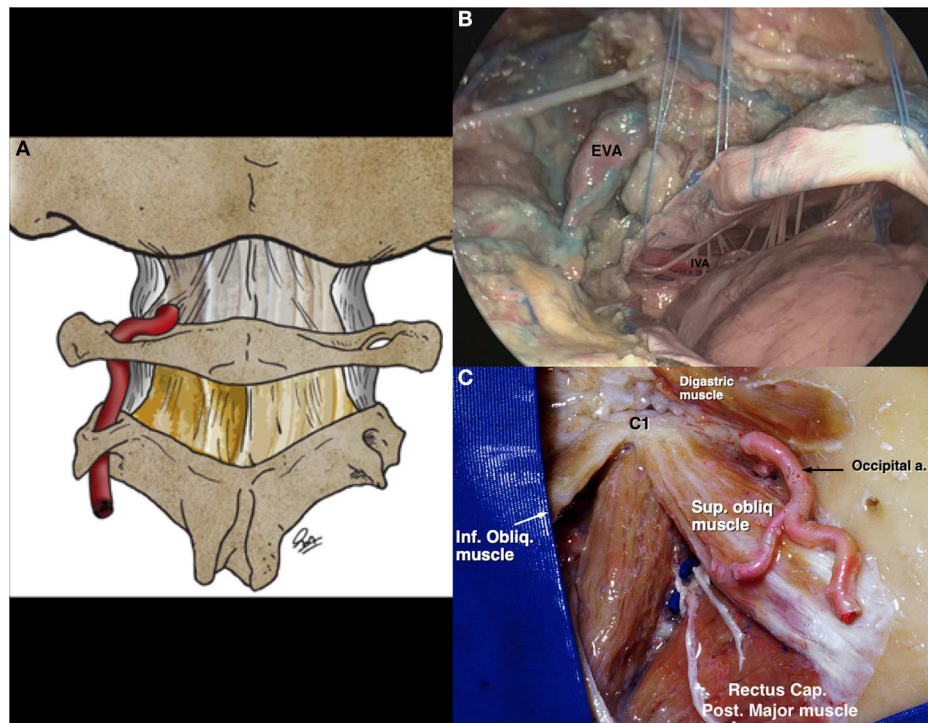 A
B
EVA
IVA
C
Digastric
muscle
C1
Occipital a.
Sup. obliq
muscle
Inf. Obliq.
muscle
Rectus Cap.
Post. Major muscle